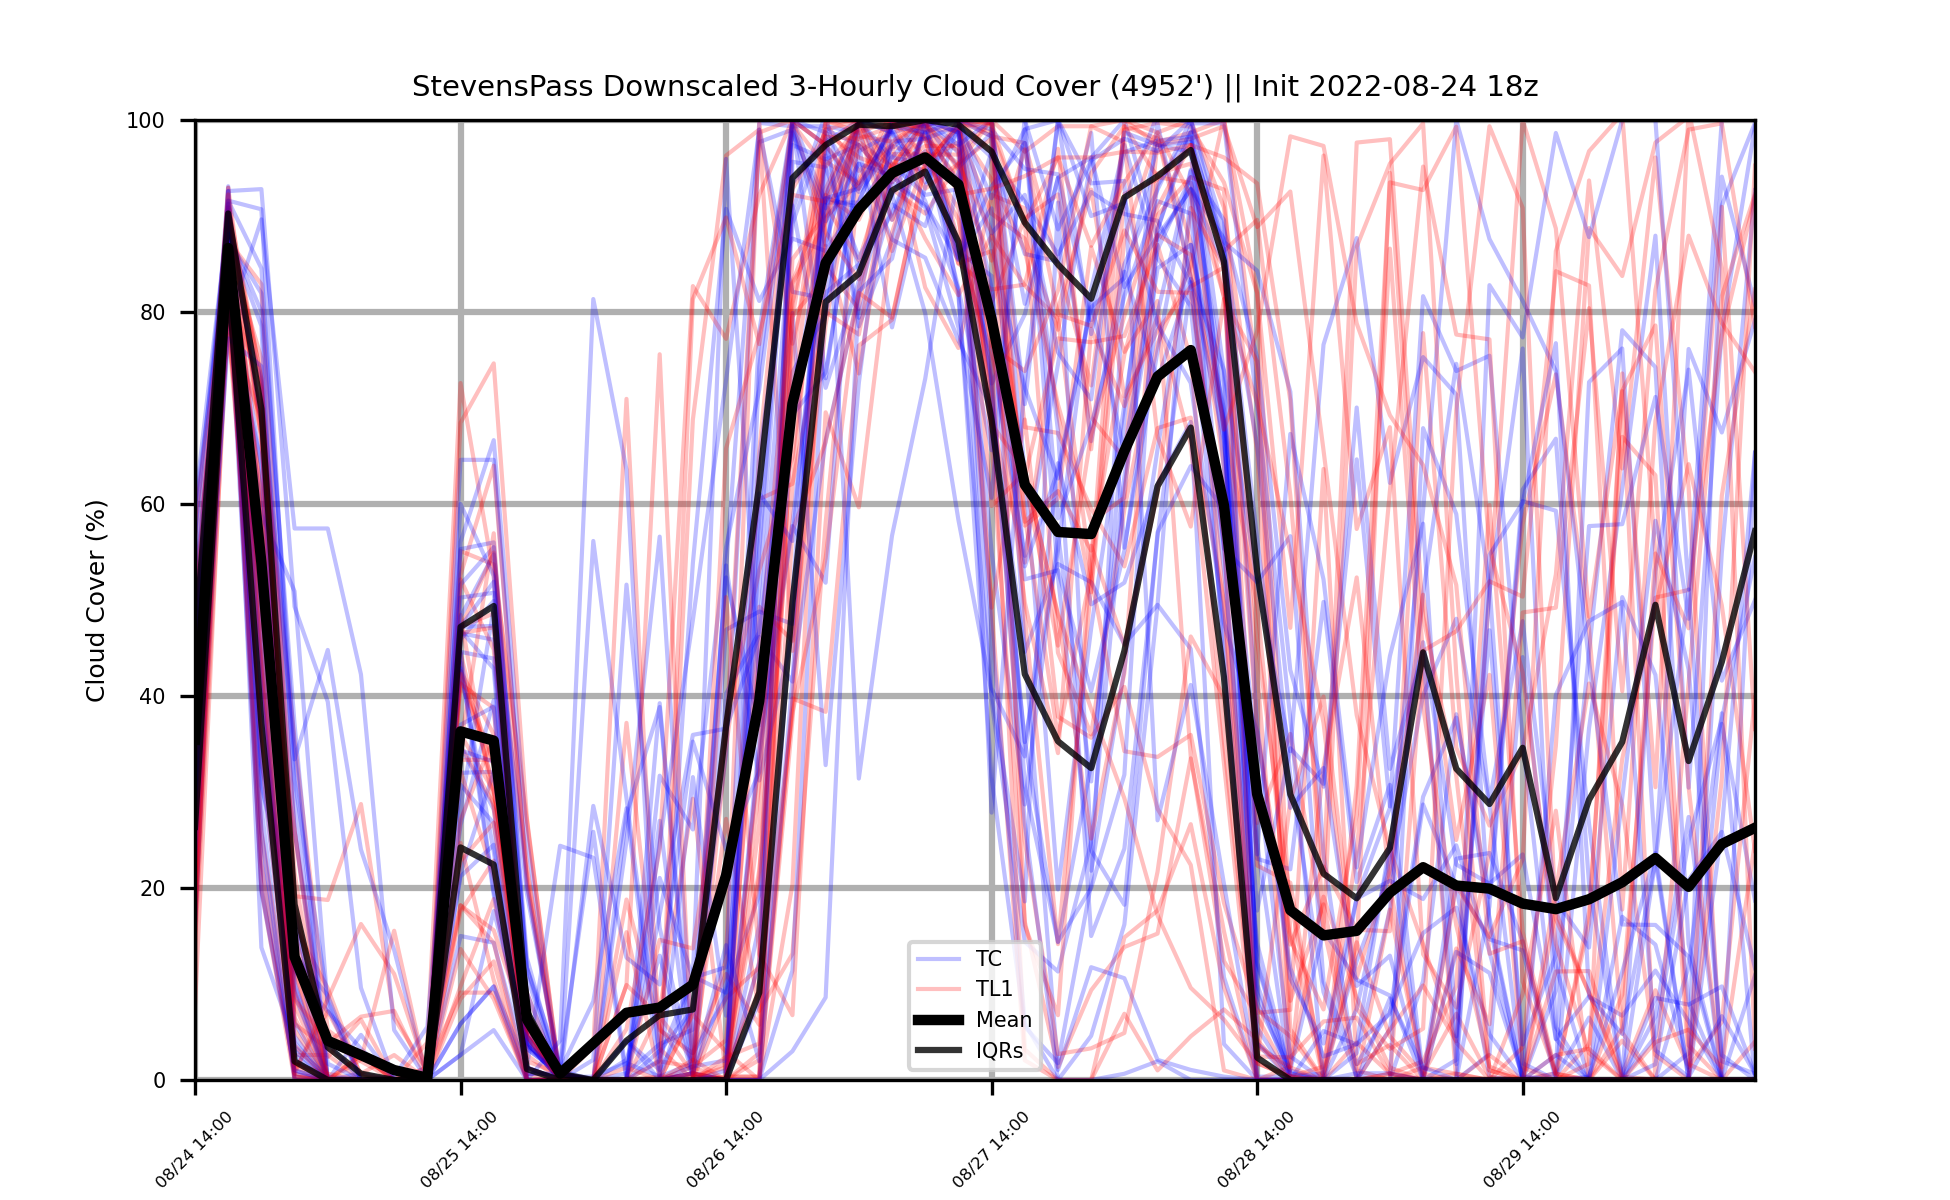 StevensPass Downscaled 3-Hourly Cloud Cover (4952') || Init 2022-08-24 18z
Cloud Cover (%)
100
80
60
40
20
0
TC
TL1
Mean
IQRs
08/24 14:00
08/25 14:00
08/26 14:00
08/27 14:00
08/28 14:00
08/29 14:00